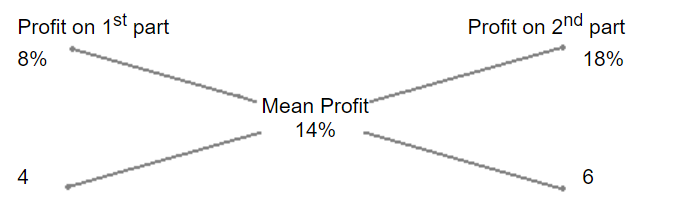 Profit on 1st part
Profit on 2nd part
8%
18%
Mean Profit
14%
4
6